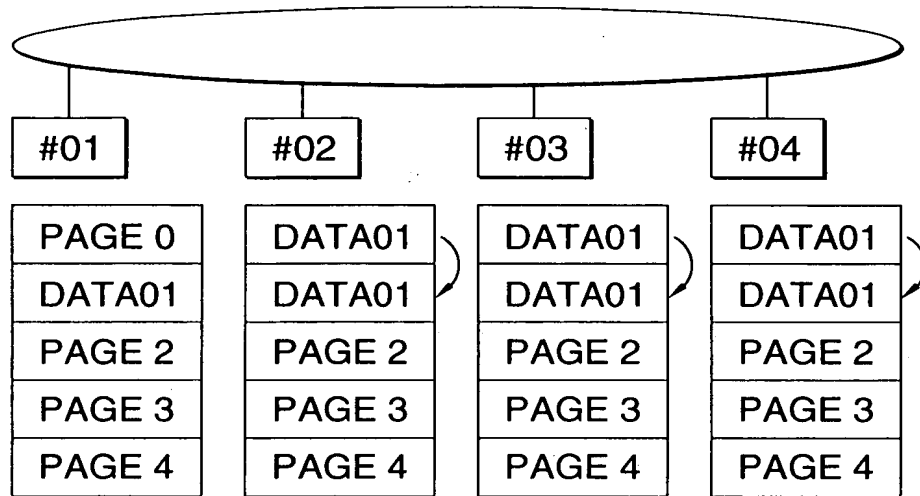 #01 #02 #03 #04
PAGE 0 DATA01 DATA01 DATA01
DATA01 DATA01 DATA01 DATA01
PAGE 2 PAGE 2 PAGE 2 PAGE 2
PAGE 3 PAGE 3 PAGE 3 PAGE 3
PAGE 4 PAGE 4 PAGE 4 PAGE 4